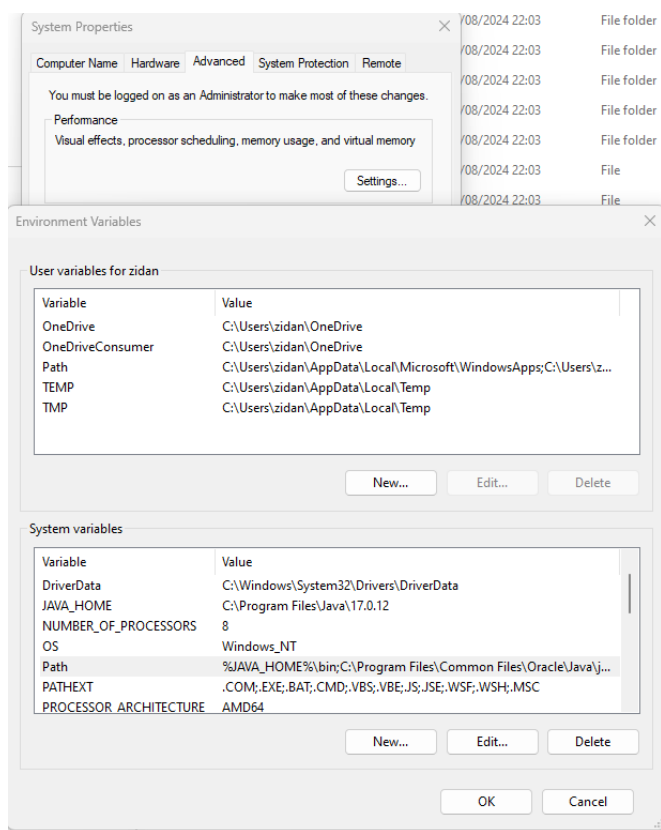 System Properties
/08/2024 22:03 File folder
/08/2024 22:03 File folder
Computer Name Hardware Advanced System Protection Remote
/08/2024 22:03 File folder
You must be logged on as an Administrator to make most of these changes.
/08/2024 22:03 File folder
Performance
Visual effects, processor scheduling, memory usage, and virtual memory
/08/2024 22:03 File folder
/08/2024 22:03 File
Settings...
/08/2024 22:03 File
Environment Variables
User variables for zidan
Variable Value
OneDrive C:\Users\zidan\OneDrive
OneDriveConsumer C:\Users\zidan\OneDrive
Path C:\Users\zidan\AppData\Local\Microsoft\WindowsApps;C:\Users\z...
TEMP C:\Users\zidan\AppData\Local\Temp
TMP C:\Users\zidan\AppData\Local\Temp
New... Edit... Delete
System variables
Variable Value
DriverData C:\Windows\System32\Drivers\DriverData
JAVA_HOME C:\Program Files\Java\17.0.12
NUMBER_OF_PROCESSORS 8
OS Windows_NT
Path %JAVA_HOME%\bin;C:\Program Files\Common Files\Oracle\Java\j...
PATHEXT .COM;.EXE;.BAT;.CMD;.VBS;.VBE;.JS;.JSE;.WSF;.WSH;.MSC
PROCESSOR_ARCHITECTURE AMD64
New... Edit... Delete
OK Cancel